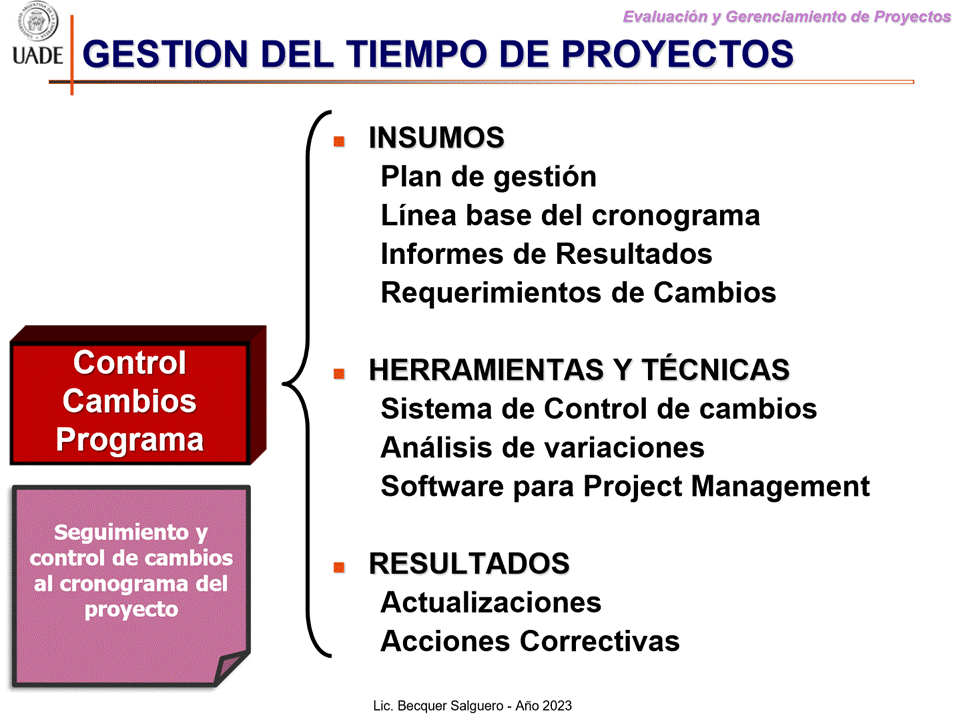 Evaluación y Gerenciamiento de Proyectos
UADE
GESTION DEL TIEMPO DE PROYECTOS
INSUMOS
Plan de gestión
Línea base del cronograma
Informes de Resultados
Requerimientos de Cambios
Control
Cambios
Programa
HERRAMIENTAS Y TÉCNICAS
Sistema de Control de cambios
Análisis de variaciones
Software para Project Management
Seguimiento y
control de cambios
al cronograma del
proyecto
RESULTADOS
Actualizaciones
Acciones Correctivas
Lic. Becquer Salguero - Año 2023